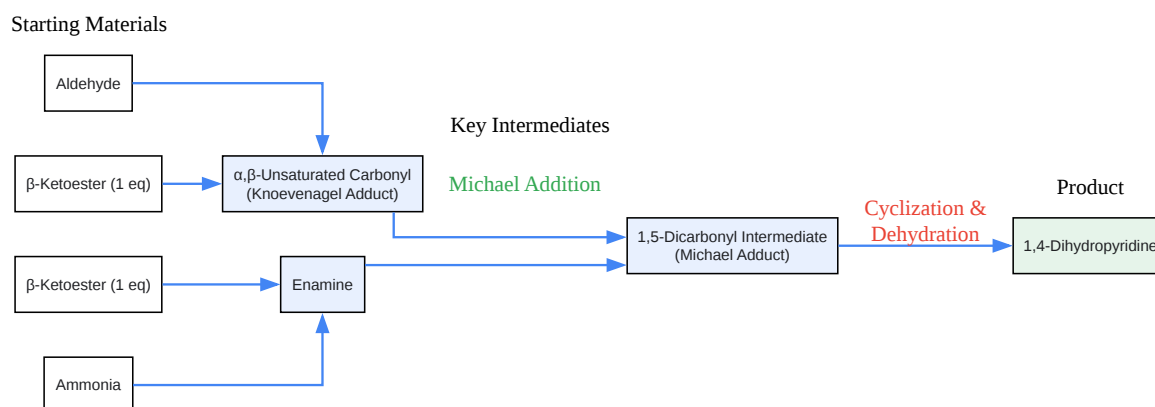 Starting Materials
Aldehyde
Key Intermediates
β-Ketoester (1 eq)
α,β-Unsaturated Carbonyl
(Knoevenagel Adduct)
Michael Addition
Product
Cyclization &
Dehydration
1,5-Dicarbonyl Intermediate
(Michael Adduct)
1,4-Dihydropyridine
β-Ketoester (1 eq)
Enamine
Ammonia